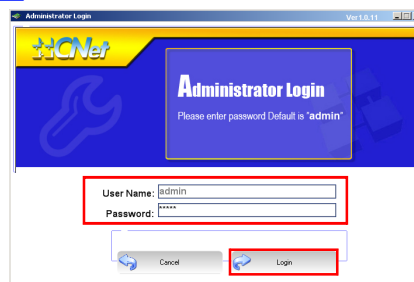 Administrator Login
Ver1.0.11
CNet
Administrator Login
Please enter password Default is "admin"
User Name: admin
Password: *****
Cancel
Login